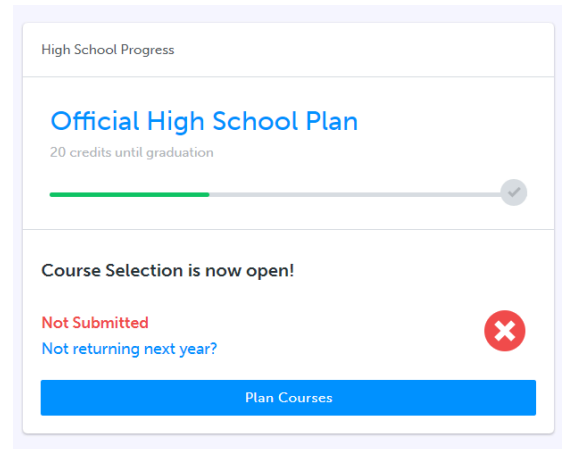 High School Progress
Official High School Plan
20 credits until graduation
Course Selection is now open!
Not Submitted
Not returning next year?
Plan Courses